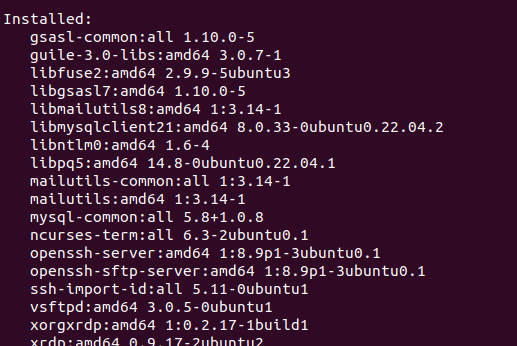 Installed:
gsasl-common:all 1.10.0-5
guile-3.0-libs:amd64 3.0.7-1
libfuse2:amd64 2.9.9-5ubuntu3
libgsasl7:amd64 1.10.0-5
libmailutils8:amd64 1:3.14-1
libmysqlclient21:amd64 8.0.33-0ubuntu0.22.04.2
libntlm0:amd64 1.6-4
libpq5:amd64 14.8-0ubuntu0.22.04.1
mailutils-common:all 1:3.14-1
mailutils:amd64 1:3.14-1
mysql-common:all 5.8+1.0.8
ncurses-term:all 6.3-2ubuntu0.1
openssh-server:amd64 1:8.9p1-3ubuntu0.1
openssh-sftp-server:amd64 1:8.9p1-3ubuntu0.1
ssh-import-id:all 5.11-0ubuntu1
vsftpd:amd64 3.0.5-0ubuntu1
xorgxrdp:amd64 1:0.2.17-1build1
xrdp:amd64 0.9.17-2ubuntu2